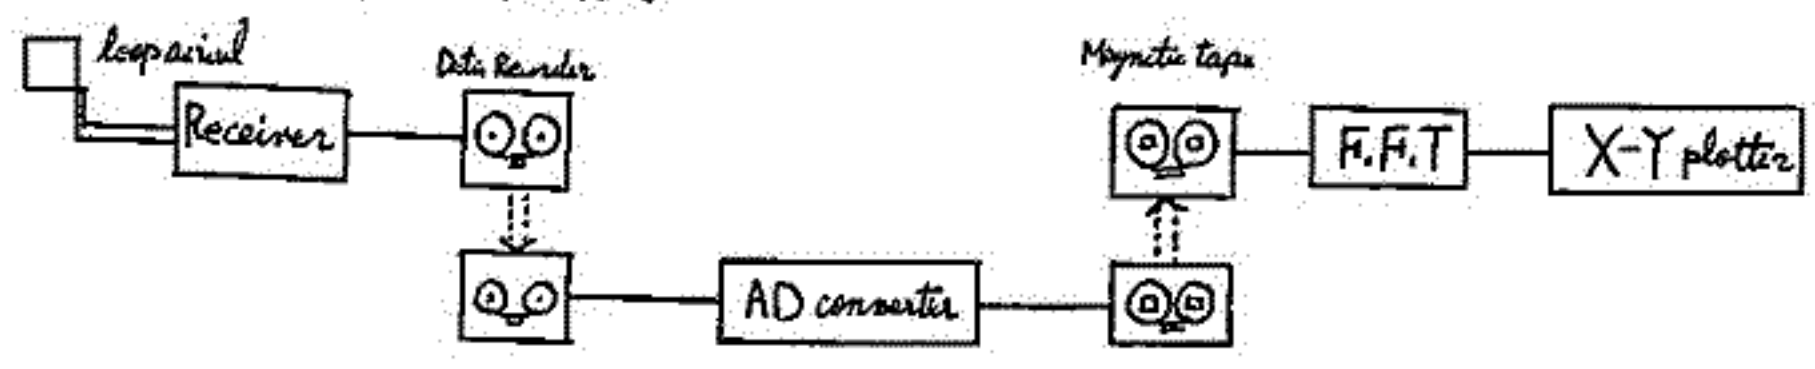 loop aerial
Data Recorder
Magnetic tape
Receiver
F.F.T
X-Y plotter
AD converter